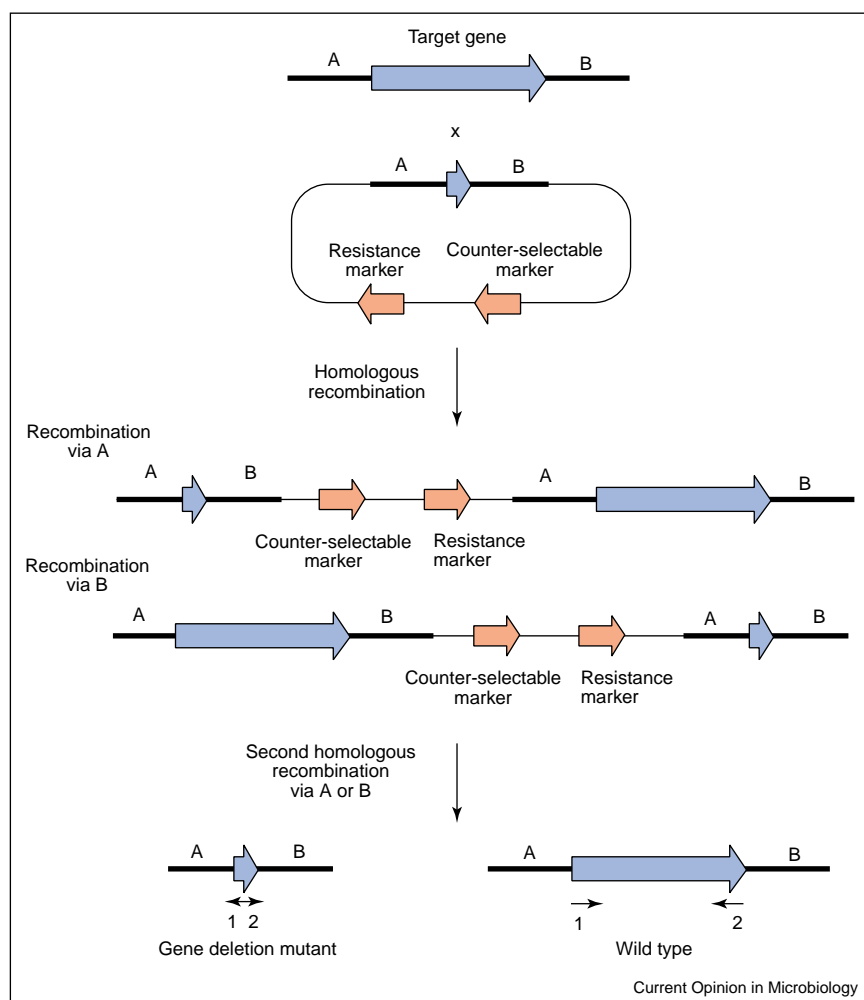 Target gene
A
B
x
A
B
Resistance
marker
Counter-selectable
marker
Homologous
recombination
Recombination
via A
A
B
A
B
Counter-selectable
marker
Resistance
marker
Recombination
via B
A
B
A
B
Counter-selectable
marker
Resistance
marker
Second homologous
recombination
via A or B
A
B
1 2
Gene deletion mutant
A
B
1
2
Wild type
Current Opinion in Microbiology